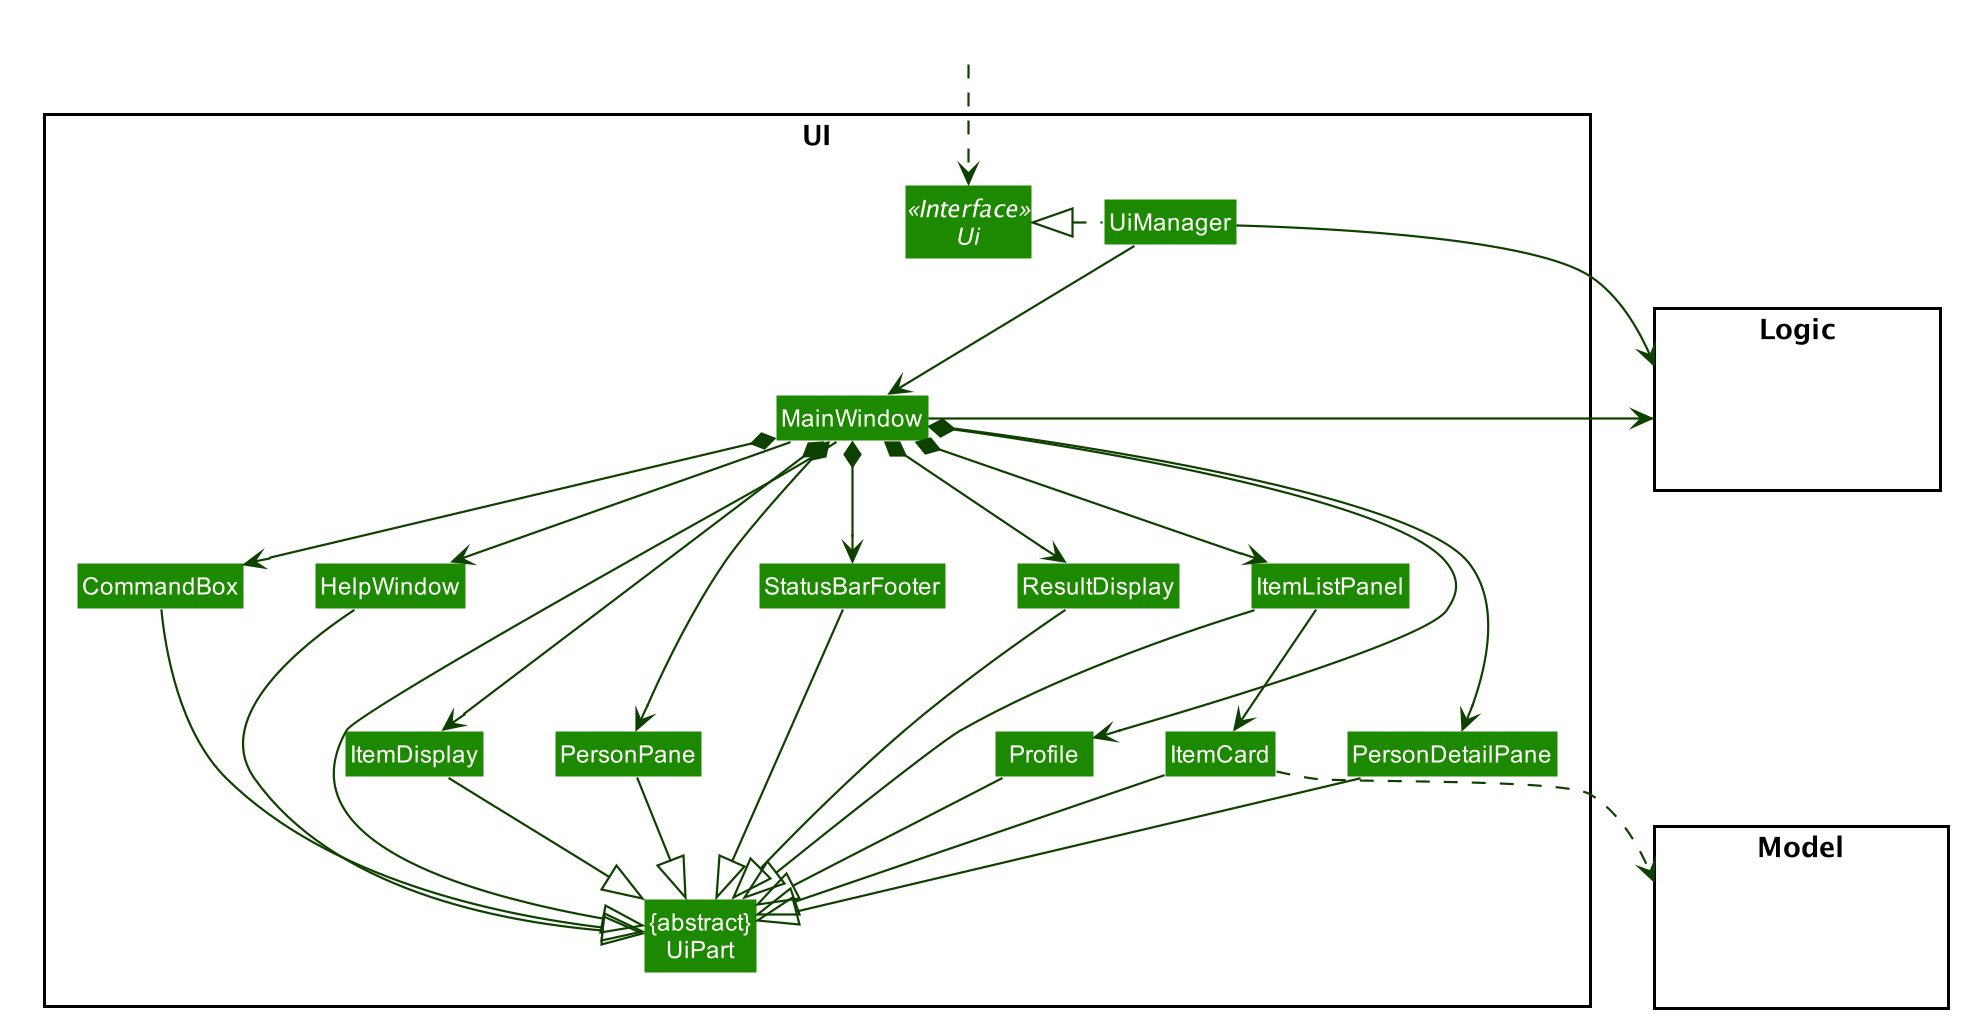 UI
«Interface»
Ui
UiManager
Logic
MainWindow
CommandBox
HelpWindow
StatusBarFooter
ResultDisplay
ItemListPanel
ItemDisplay
PersonPane
Profile
ItemCard
PersonDetailPane
Model
{abstract}
UiPart